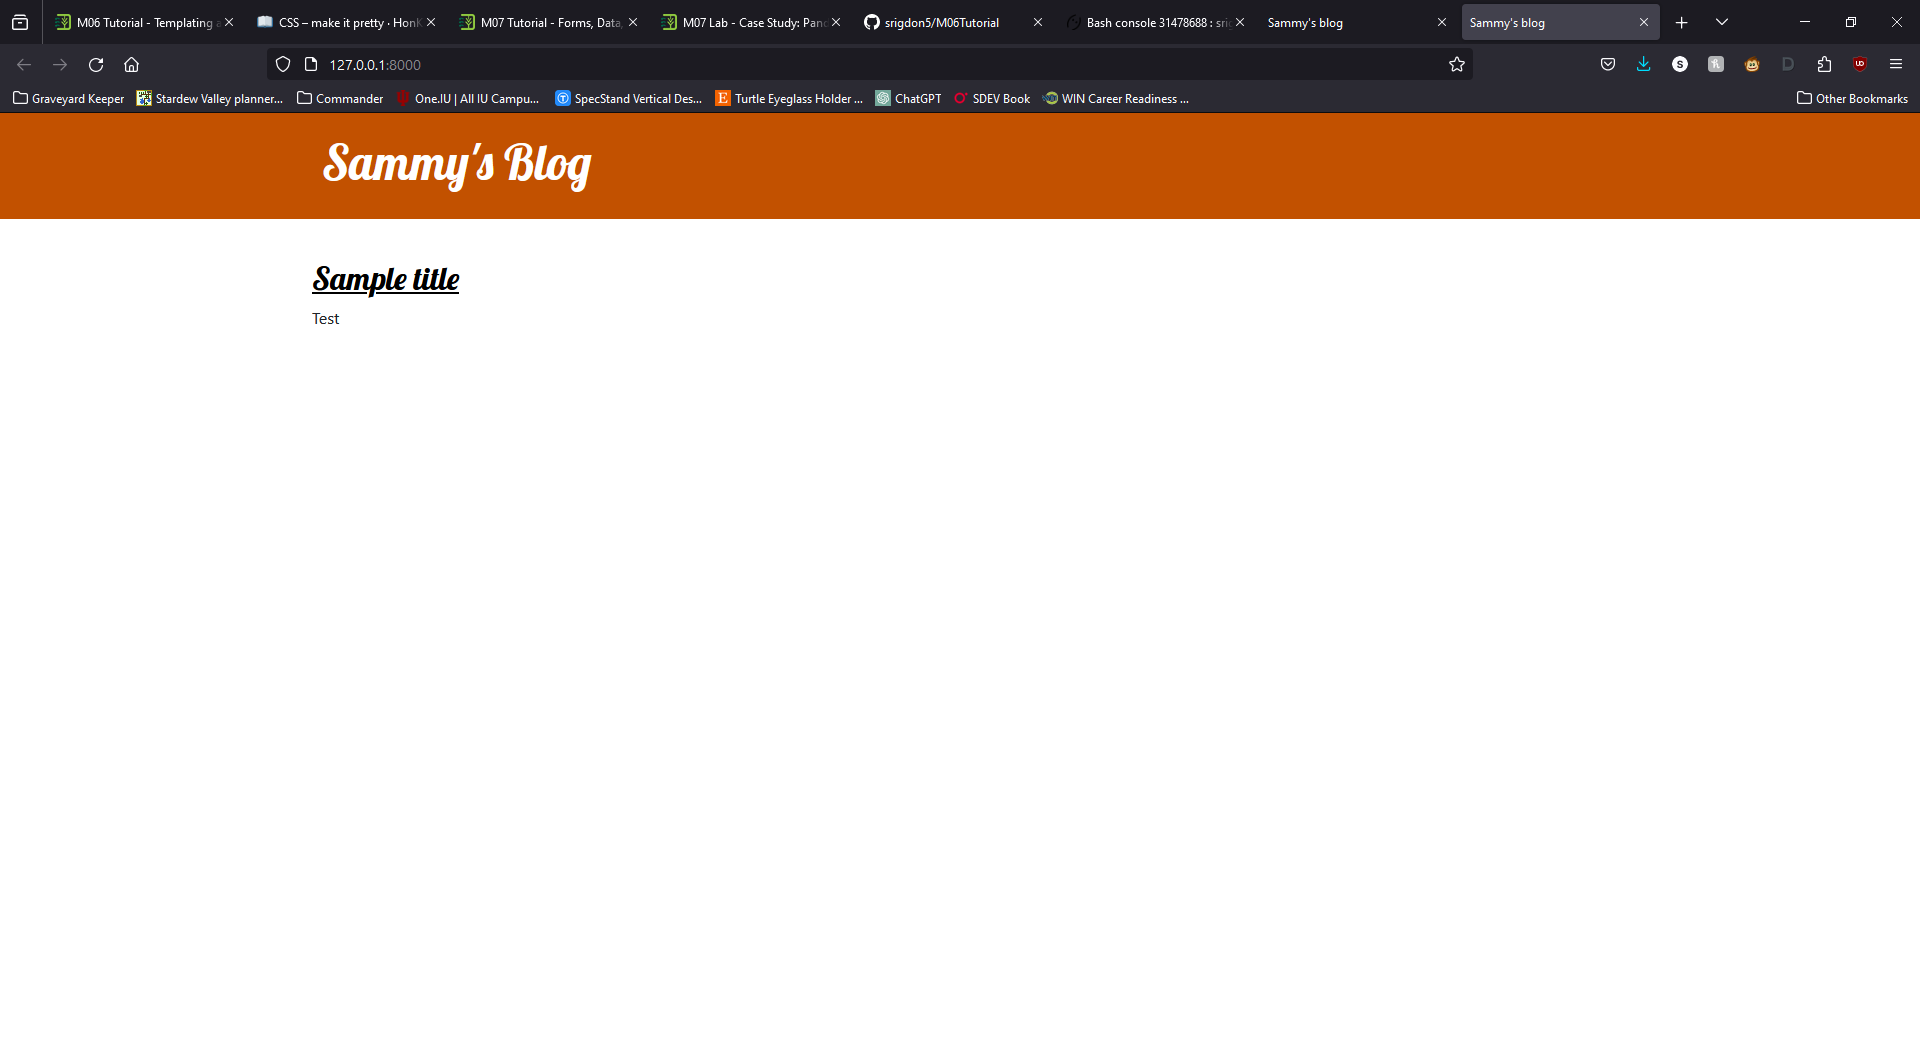 M06 Tutorial - Templating a
CSS – make it pretty · HonK
M07 Tutorial - Forms, Data,
M07 Lab - Case Study: Pand
srigdon5/M06Tutorial
Bash console 31478688 : srig
Sammy's blog
Sammy's blog
127.0.0.1:8000
Graveyard Keeper
Stardew Valley planner...
Commander
One.IU | All IU Campu...
SpecStand Vertical Des...
Turtle Eyeglass Holder ...
ChatGPT
SDEV Book
WIN Career Readiness ...
Other Bookmarks
Sammy's Blog
Sample title
Test